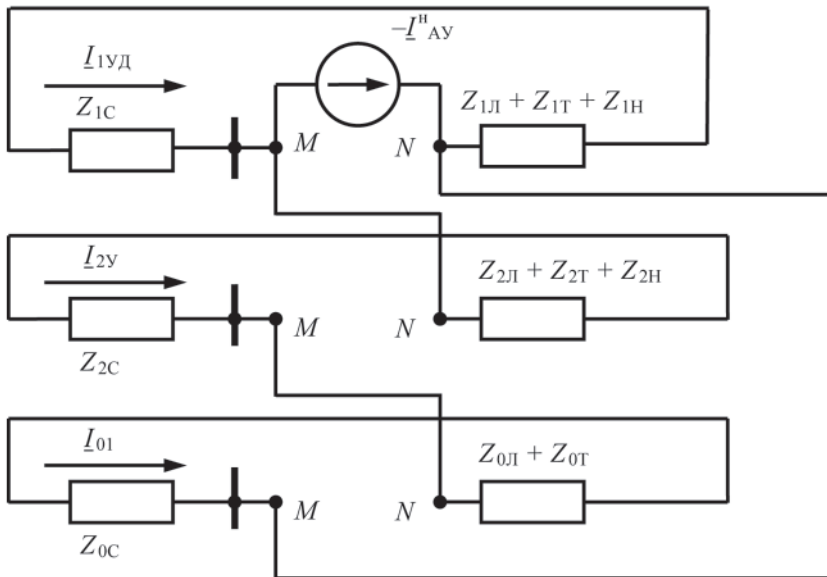 –I^н_АУ
I_1УД
Z_1С
M
N
Z_1Л + Z_1Т + Z_1Н
I_2У
Z_2С
M
N
Z_2Л + Z_2Т + Z_2Н
I_01
Z_0С
M
N
Z_0Л + Z_0Т